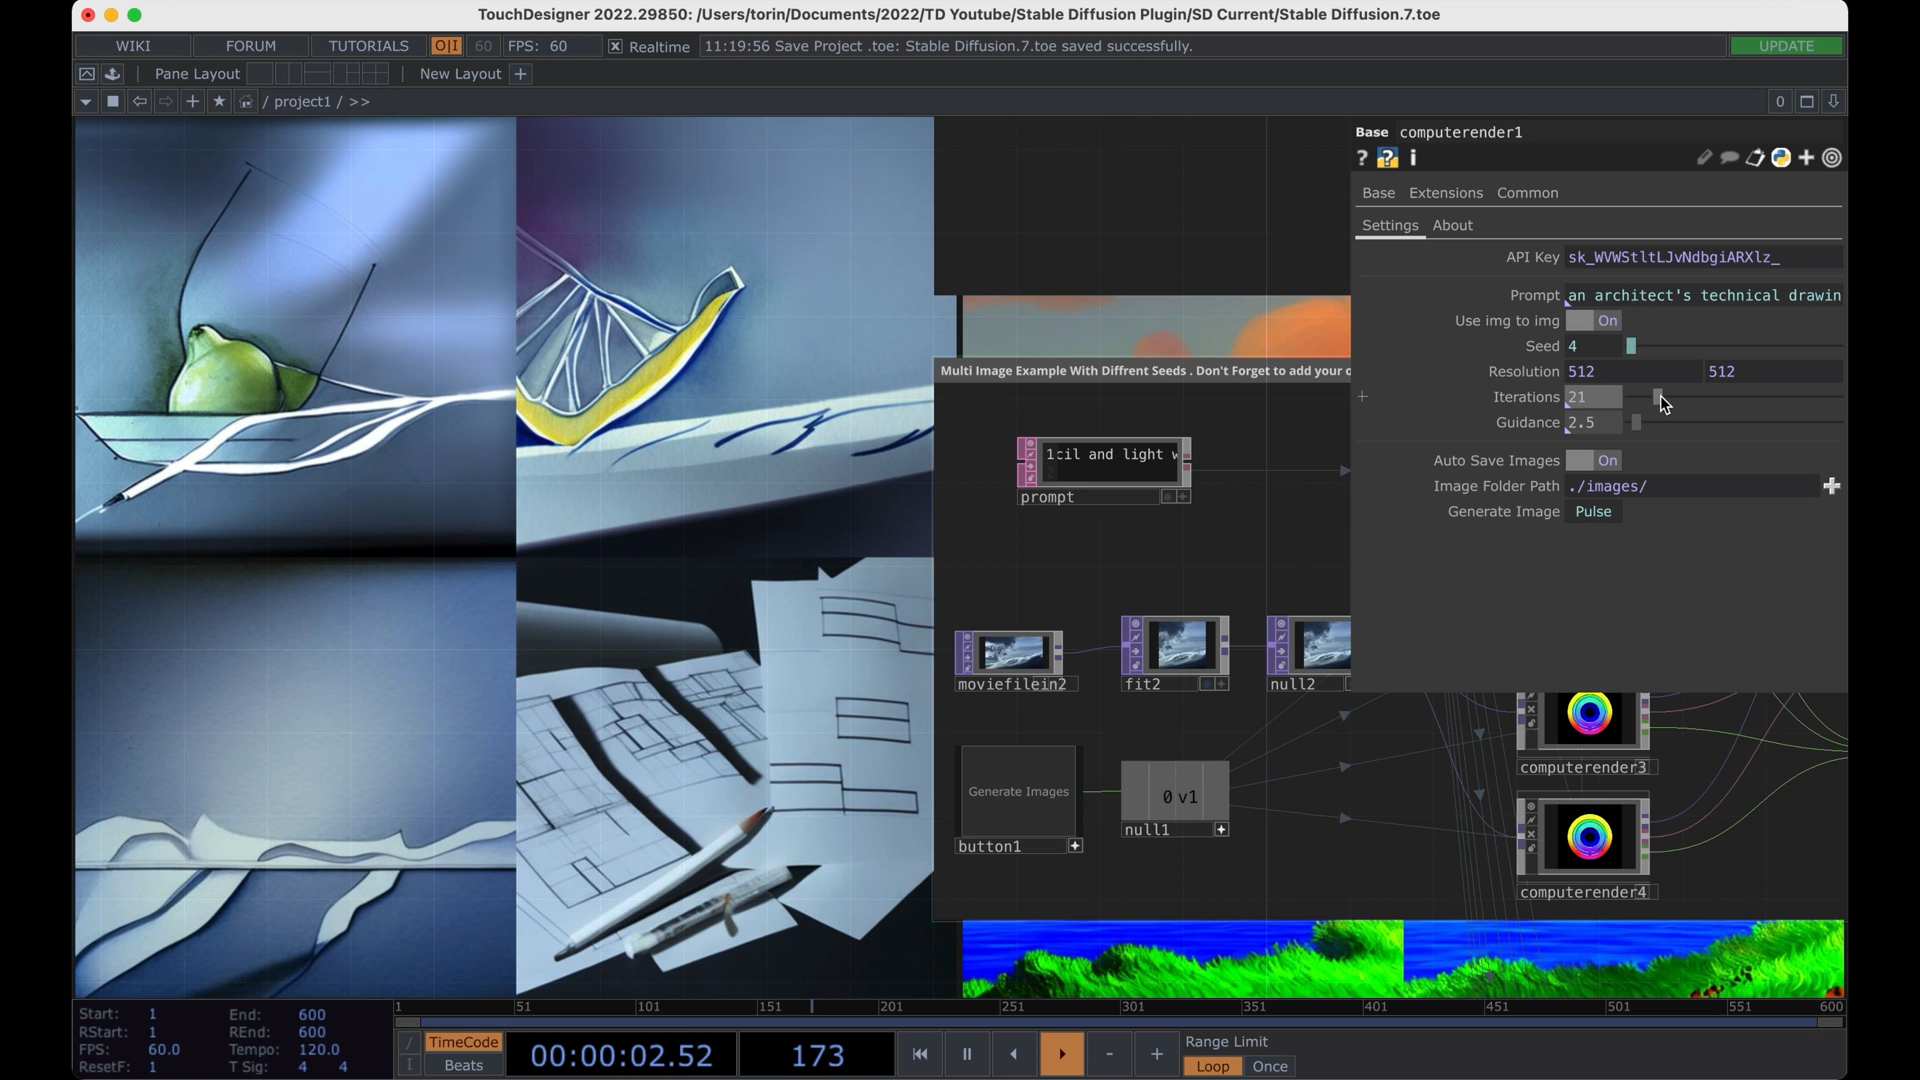 TouchDesigner 2022.29850: /Users/torin/Documents/2022/TD Youtube/Stable Diffusion Plugin/SD Current/Stable Diffusion.7.toe
WIKI FORUM TUTORIALS O|I 60 FPS: 60 Realtime 11:19:56 Save Project .toe: Stable Diffusion.7.toe saved successfully. UPDATE
Pane Layout New Layout +
/ project1 / >> 0
Base computerender1
? ? i
Base Extensions Common
Settings About
API Key sk_WVWStltLJvNdbgiARXlz_
Prompt an architect's technical drawin
Use img to img On
Seed 4
Resolution 512 512
Iterations 21
Guidance 2.5
Auto Save Images On
Image Folder Path ./images/
Generate Image Pulse
Multi Image Example With Diffrent Seeds . Don't Forget to add your o
1cil and light w
2
prompt
moviefilein2 fit2 null2
Generate Images
0 v1
button1 null1
computerender3
computerender4
1 51 101 151 201 251 301 351 401 451 501 551 600
Start: 1 End: 600
RStart: 1 REnd: 600
FPS: 60.0 Tempo: 120.0
ResetF: 1 T Sig: 4 4
/ TimeCode
I Beats
00:00:02.52 173
- +
Range Limit
Loop Once